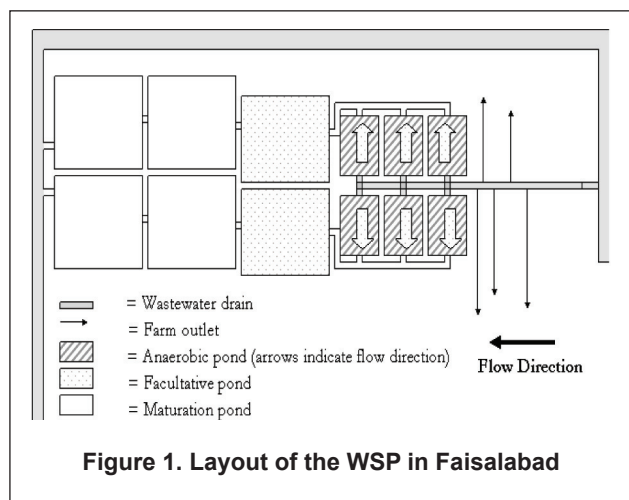 = Wastewater drain
= Farm outlet
= Anaerobic pond (arrows indicate flow direction)
= Facultative pond
= Maturation pond
Flow Direction
Figure 1. Layout of the WSP in Faisalabad